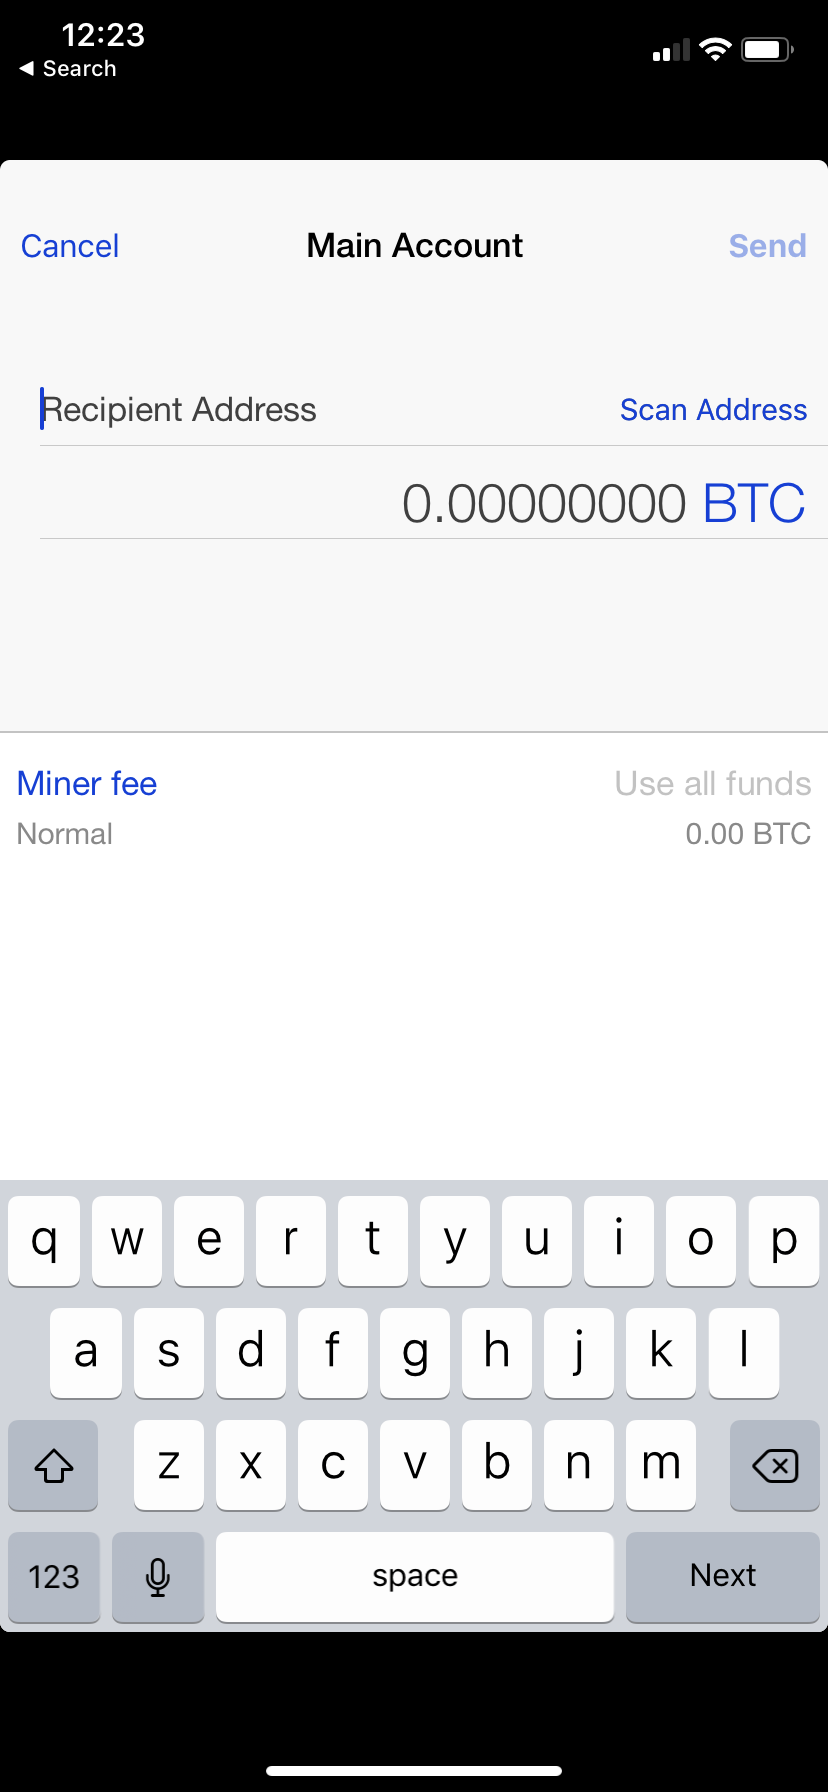 12:23
◀ Search
Cancel Main Account Send
Recipient Address Scan Address
0.00000000 BTC
Miner fee Use all funds
Normal 0.00 BTC
q w e r t y u i o p
a s d f g h j k l
z x c v b n m
123 space Next